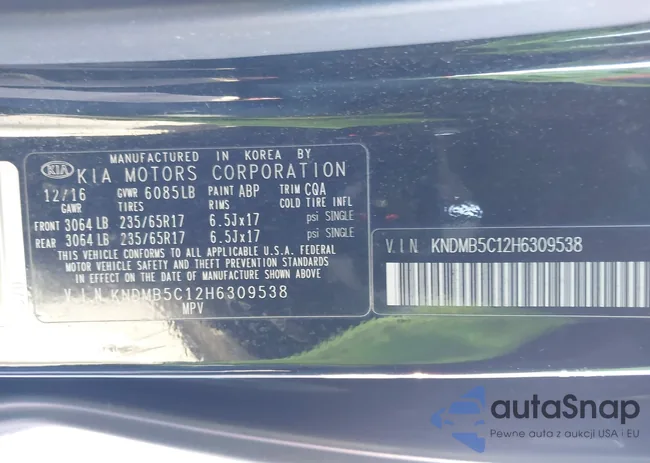 MANUFACTURED IN KOREA BY
KIA KIA MOTORS CORPORATION
12/16 GVWR 6085LB PAINT ABP TRIM CQA
GAWR TIRES RIMS COLD TIRE INFL
FRONT 3064 LB 235/65R17 6.5Jx17 psi SINGLE
REAR 3064 LB 235/65R17 6.5Jx17 psi SINGLE
THIS VEHICLE CONFORMS TO ALL APPLICABLE U.S.A. FEDERAL
MOTOR VEHICLE SAFETY AND THEFT PREVENTION STANDARDS
IN EFFECT ON THE DATE OF MANUFACTURE SHOWN ABOVE.
V.I.N KNDMB5C12H6309538
MPV
V.I.N KNDMB5C12H6309538
autaSnap
Pewne auta z aukcji USA i EU